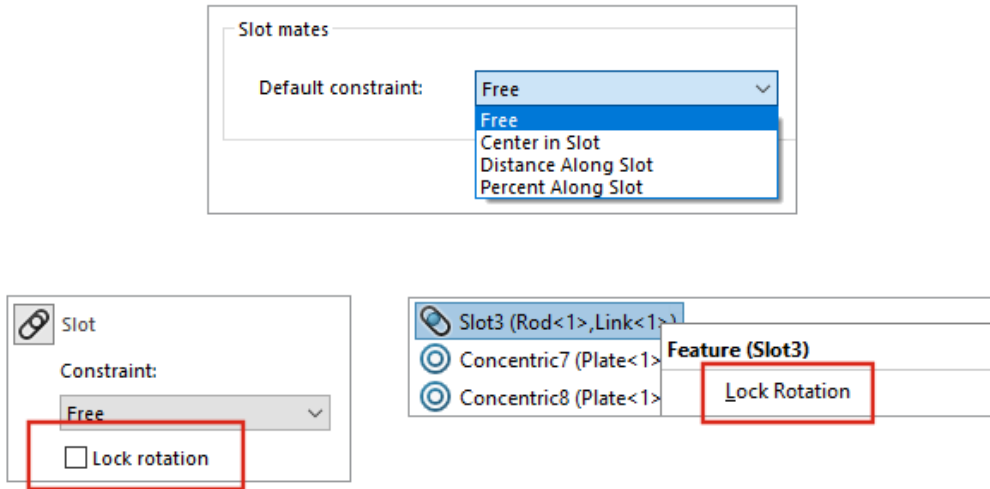 Slot mates
Default constraint: Free
Free
Center in Slot
Distance Along Slot
Percent Along Slot
Slot
Constraint:
Free
Lock rotation
Slot3 (Rod<1>,Link<1>)
Concentric7 (Plate<1>
Concentric8 (Plate<1>
Feature (Slot3)
Lock Rotation